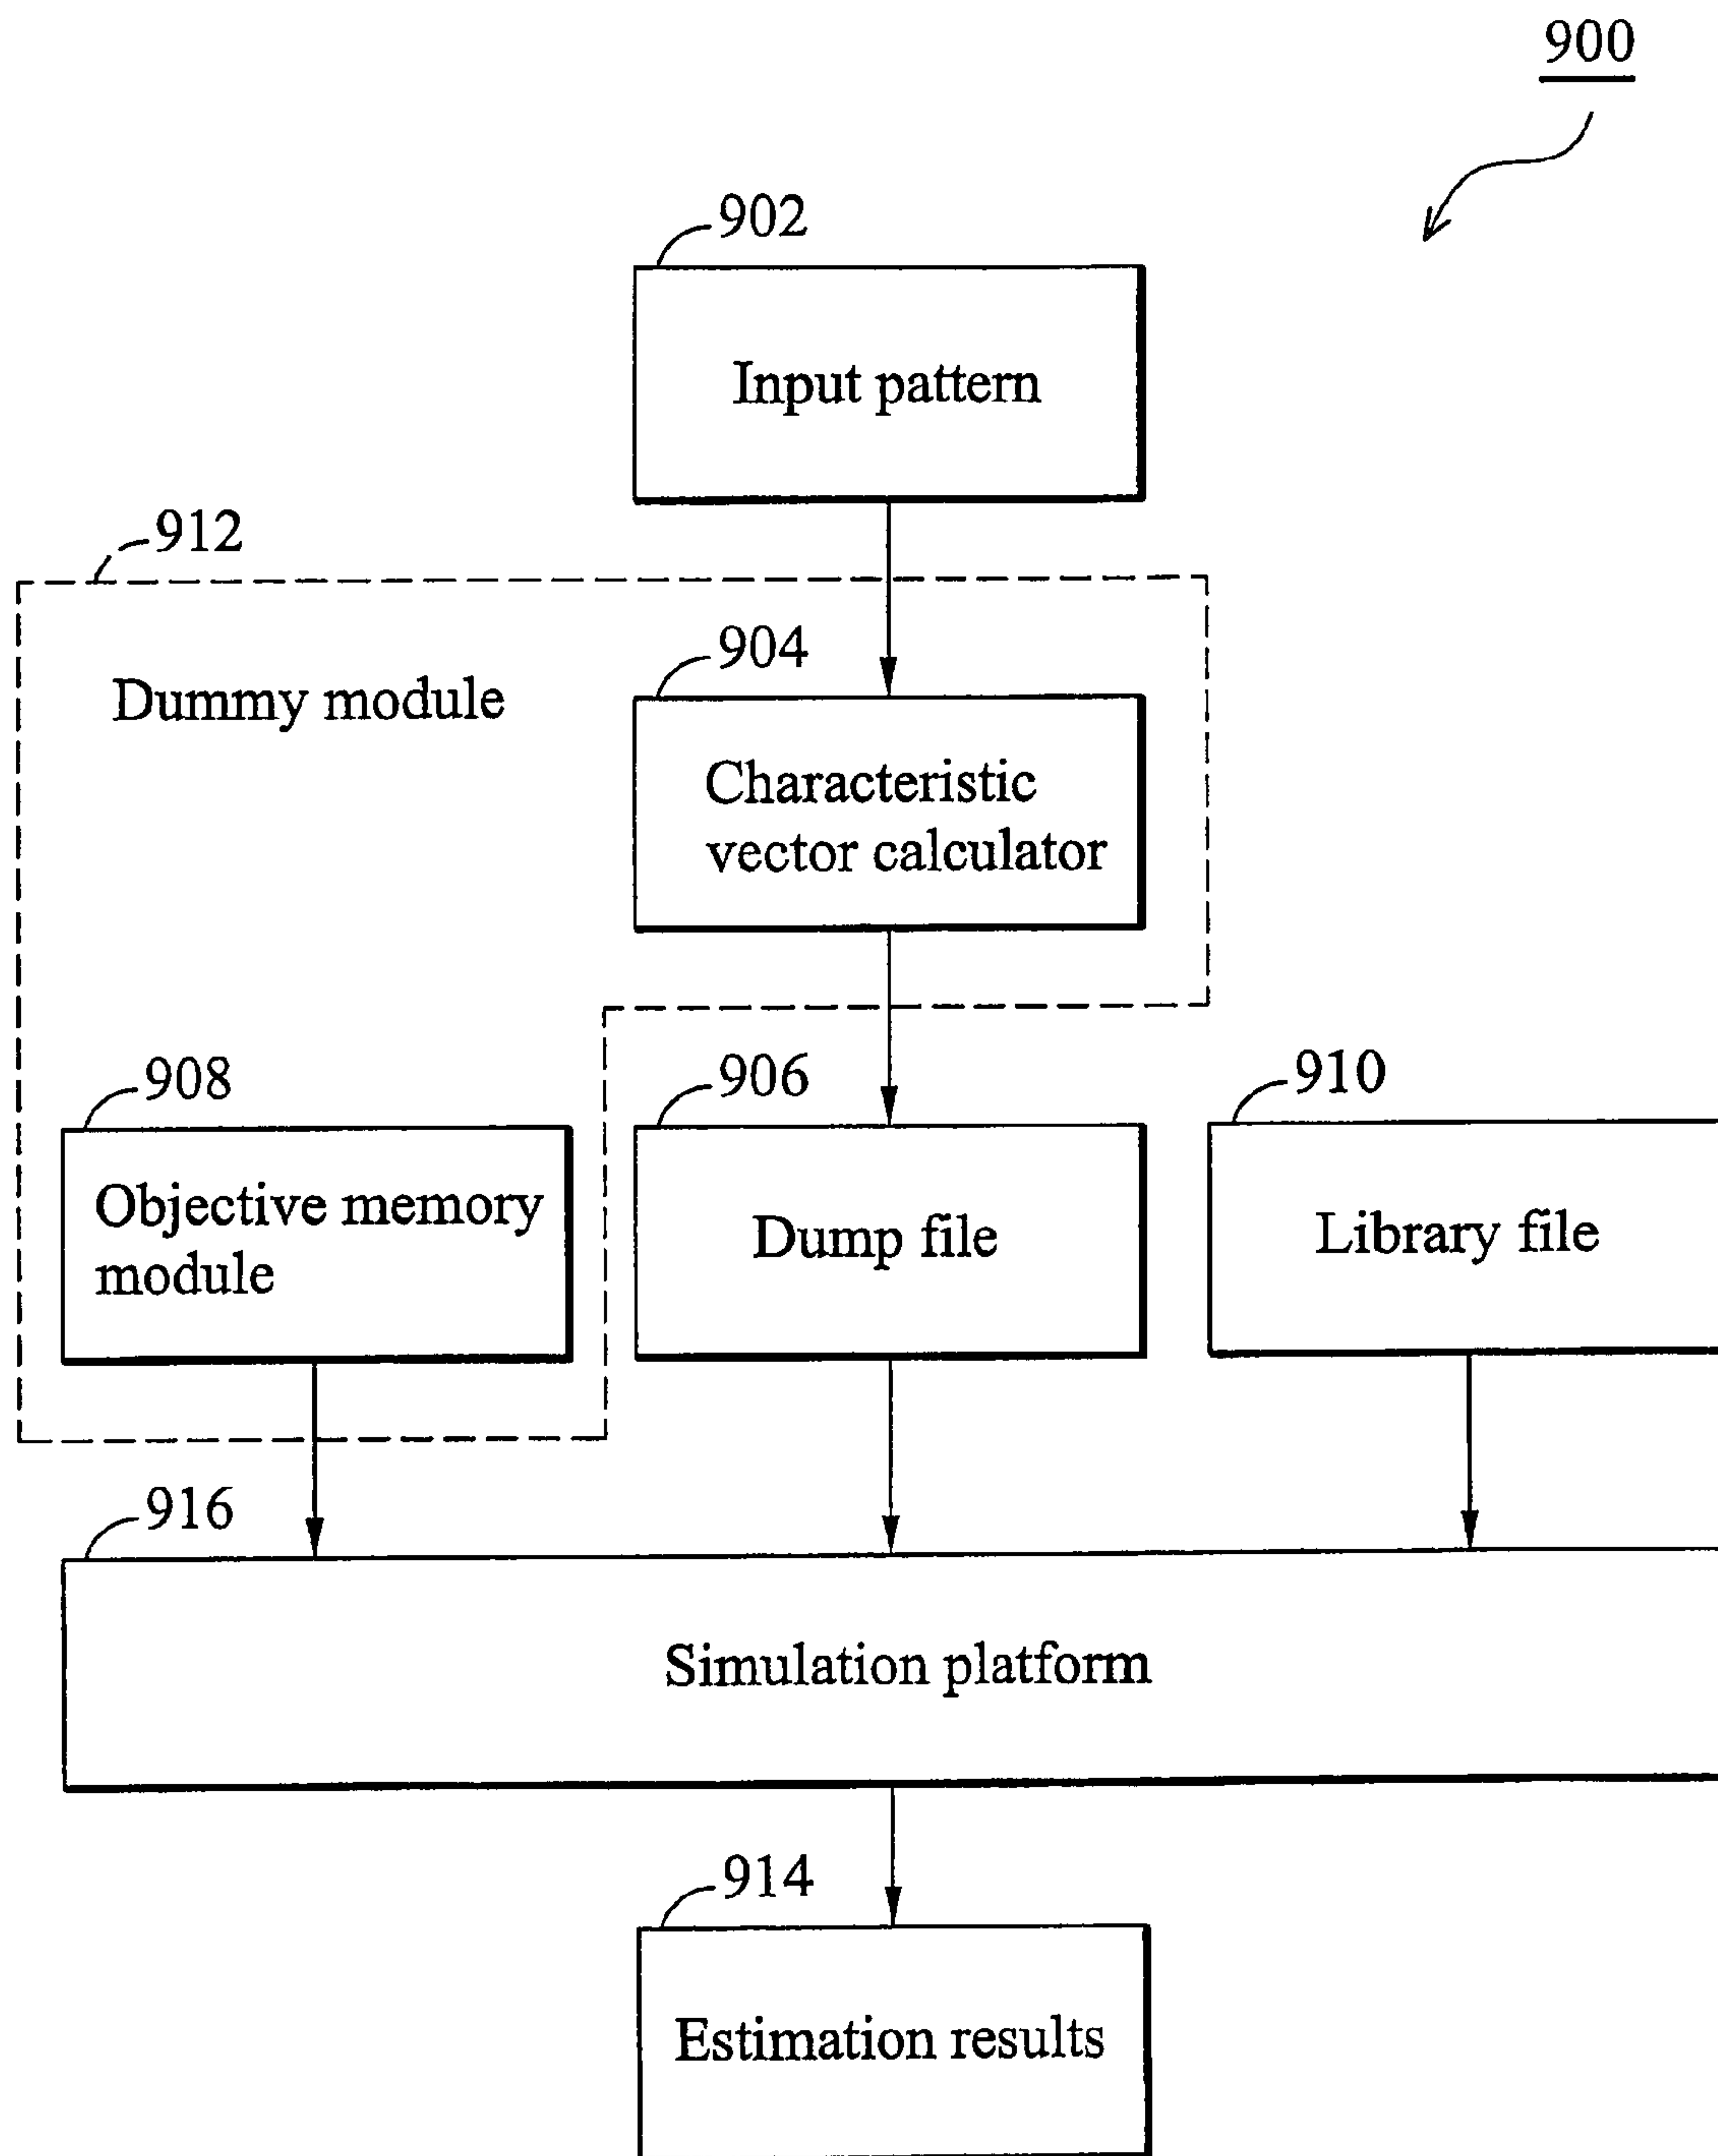 900
902
Input pattern
912
Dummy module
904
Characteristic
vector calculator
908
Objective memory
module
906
Dump file
910
Library file
916
Simulation platform
914
Estimation results